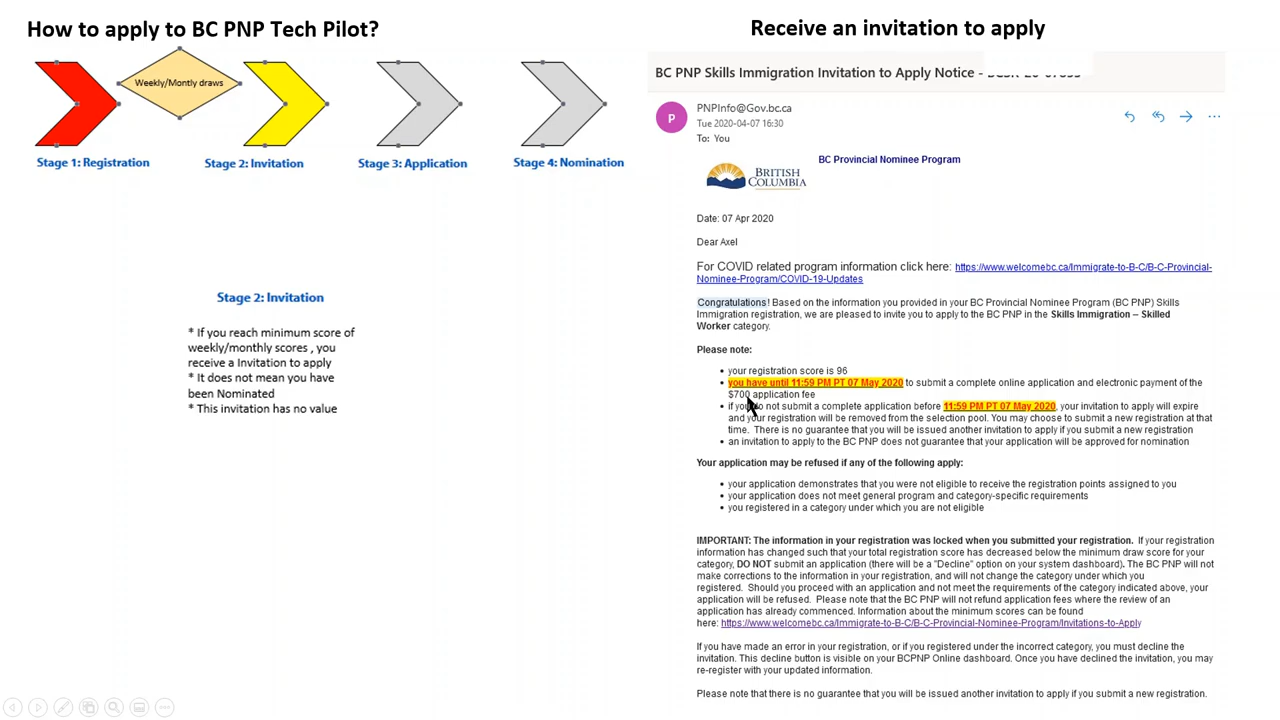 How to apply to BC PNP Tech Pilot?
Weekly/Montly draws
Stage 1: Registration
Stage 2: Invitation
Stage 3: Application
Stage 4: Nomination
Stage 2: Invitation
* If you reach minimum score of
weekly/monthly scores , you
receive a Invitation to apply
* It does not mean you have
been Nominated
* This invitation has no value
Receive an invitation to apply
BC PNP Skills Immigration Invitation to Apply Notice -
P
PNPInfo@Gov.bc.ca
Tue 2020-04-07 16:30
To: You
BRITISH
COLUMBIA
BC Provincial Nominee Program
Date: 07 Apr 2020
Dear Axel
For COVID related program information click here: https://www.welcomebc.ca/Immigrate-to-B-C/B-C-Provincial-
Nominee-Program/COVID-19-Updates
Congratulations! Based on the information you provided in your BC Provincial Nominee Program (BC PNP) Skills
Immigration registration, we are pleased to invite you to apply to the BC PNP in the Skills Immigration – Skilled
Worker category.
Please note:
• your registration score is 96
• you have until 11:59 PM PT 07 May 2020 to submit a complete online application and electronic payment of the
$700 application fee
• if you do not submit a complete application before 11:59 PM PT 07 May 2020, your invitation to apply will expire
and your registration will be removed from the selection pool. You may choose to submit a new registration at that
time. There is no guarantee that you will be issued another invitation to apply if you submit a new registration
• an invitation to apply to the BC PNP does not guarantee that your application will be approved for nomination
Your application may be refused if any of the following apply:
• your application demonstrates that you were not eligible to receive the registration points assigned to you
• your application does not meet general program and category-specific requirements
• you registered in a category under which you are not eligible
IMPORTANT: The information in your registration was locked when you submitted your registration. If your registration
information has changed such that your total registration score has decreased below the minimum draw score for your
category, DO NOT submit an application (there will be a "Decline" option on your system dashboard). The BC PNP will not
make corrections to the information in your registration, and will not change the category under which you
registered. Should you proceed with an application and not meet the requirements of the category indicated above, your
application will be refused. Please note that the BC PNP will not refund application fees where the review of an
application has already commenced. Information about the minimum scores can be found
here: https://www.welcomebc.ca/Immigrate-to-B-C/B-C-Provincial-Nominee-Program/Invitations-to-Apply
If you have made an error in your registration, or if you registered under the incorrect category, you must decline the
invitation. This decline button is visible on your BCPNP Online dashboard. Once you have declined the invitation, you may
re-register with your updated information.
Please note that there is no guarantee that you will be issued another invitation to apply if you submit a new registration.